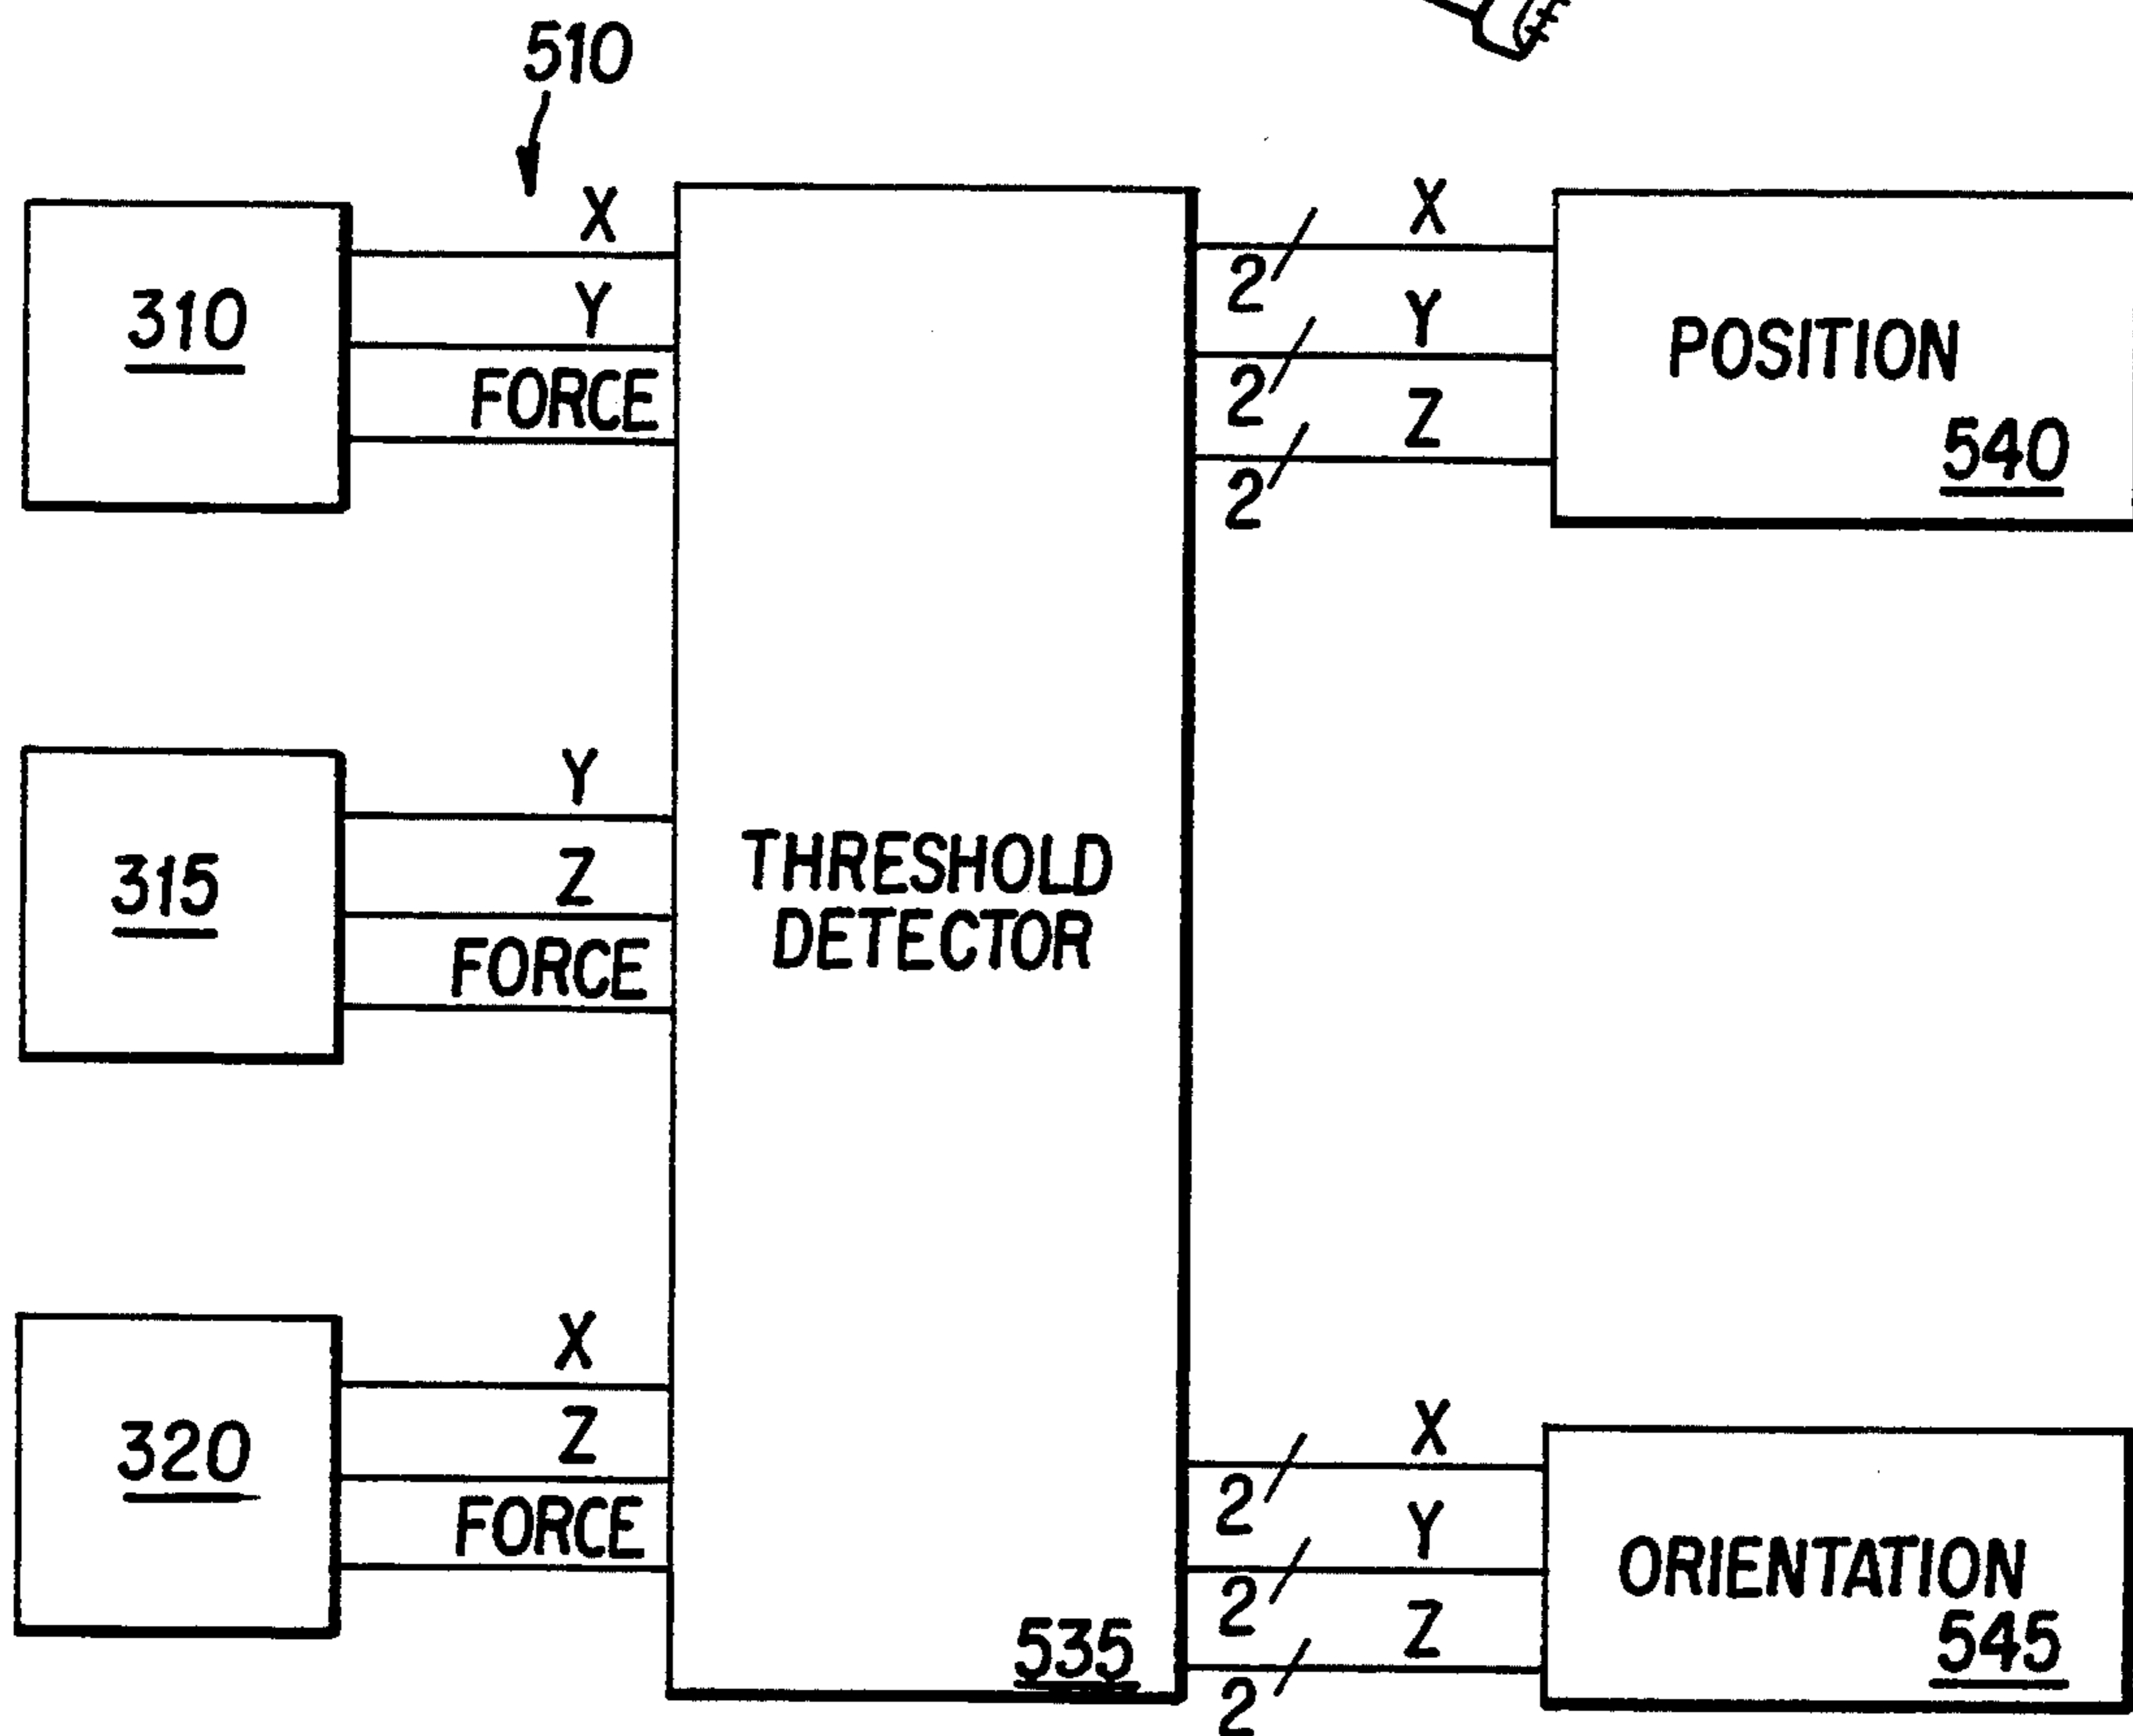 510
X
Y
FORCE
310
Y
Z
FORCE
315
X
Z
FORCE
320
THRESHOLD
DETECTOR
535
X
2
Y
2
Z
2
POSITION
540
X
2
Y
2
Z
2
ORIENTATION
545